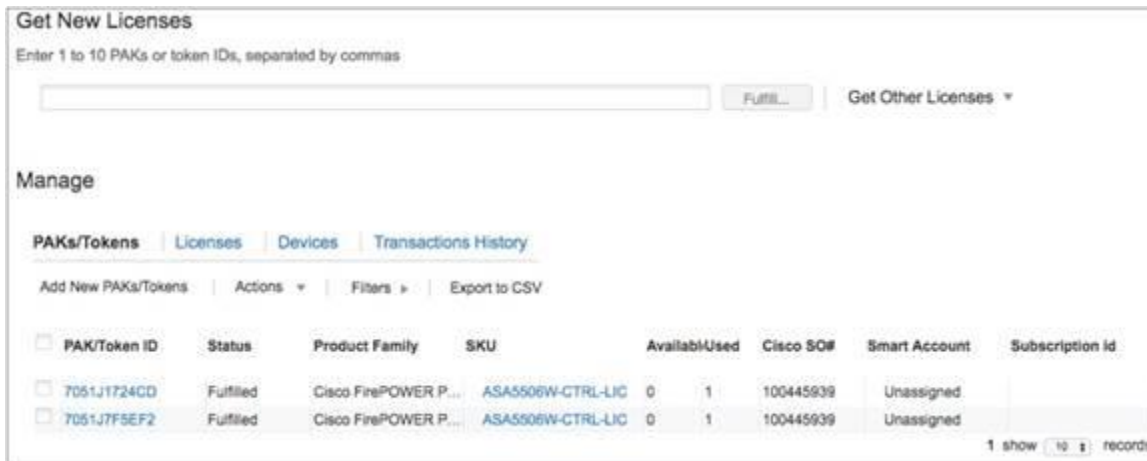 Get New Licenses
Enter 1 to 10 PAKs or token IDs, separated by commas
Fulfill... Get Other Licenses
Manage
PAKs/Tokens Licenses Devices Transactions History
Add New PAKs/Tokens Actions Filters Export to CSV
PAK/Token ID Status Product Family SKU Availabl Used Cisco SO# Smart Account Subscription Id
7051J1724CD Fulfilled Cisco FirePOWER P... ASA5506W-CTRL-LIC 0 1 100445939 Unassigned
7051J7F5EF2 Fulfilled Cisco FirePOWER P... ASA5506W-CTRL-LIC 0 1 100445939 Unassigned
1 show 10 records